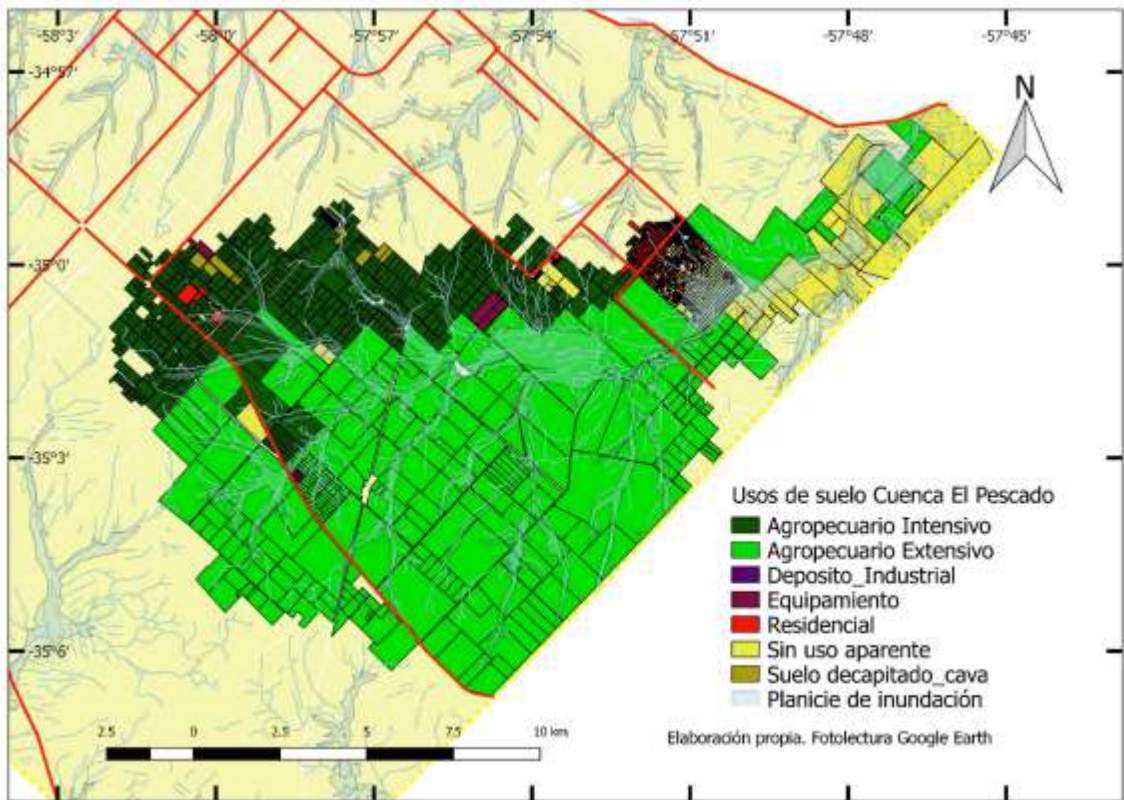 -58°3' -58°0' -57°57' -57°54' -57°51' -57°48' -57°45'
-34°57'
N
-35°0'
-35°3'
Usos de suelo Cuenca El Pescado
Agropecuario Intensivo
Agropecuario Extensivo
Deposito_Industrial
Equipamiento
Residencial
-35°6'
Sin uso aparente
Suelo decapitado_cava
Planicie de inundación
2.5 0 2.5 5 7.5 10 km
Elaboración propia. Fotolectura Google Earth